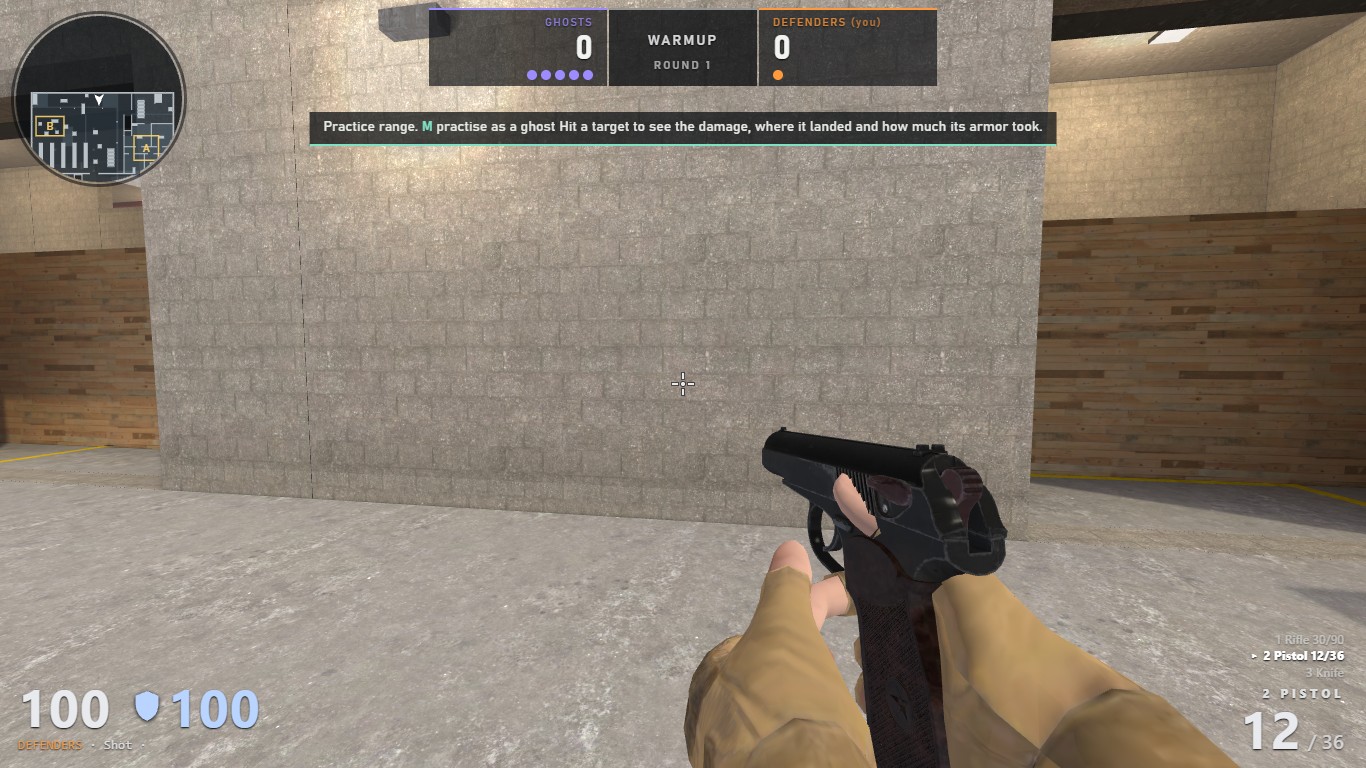 GHOSTS
0
WARMUP
ROUND 1
DEFENDERS (you)
0
B
A
Practice range. M practise as a ghost Hit a target to see the damage, where it landed and how much its armor took.
1 Rifle 30/90
▸ 2 Pistol 12/36
3 Knife
2 PISTOL
12 / 36
100 100
DEFENDERS · Shot ·